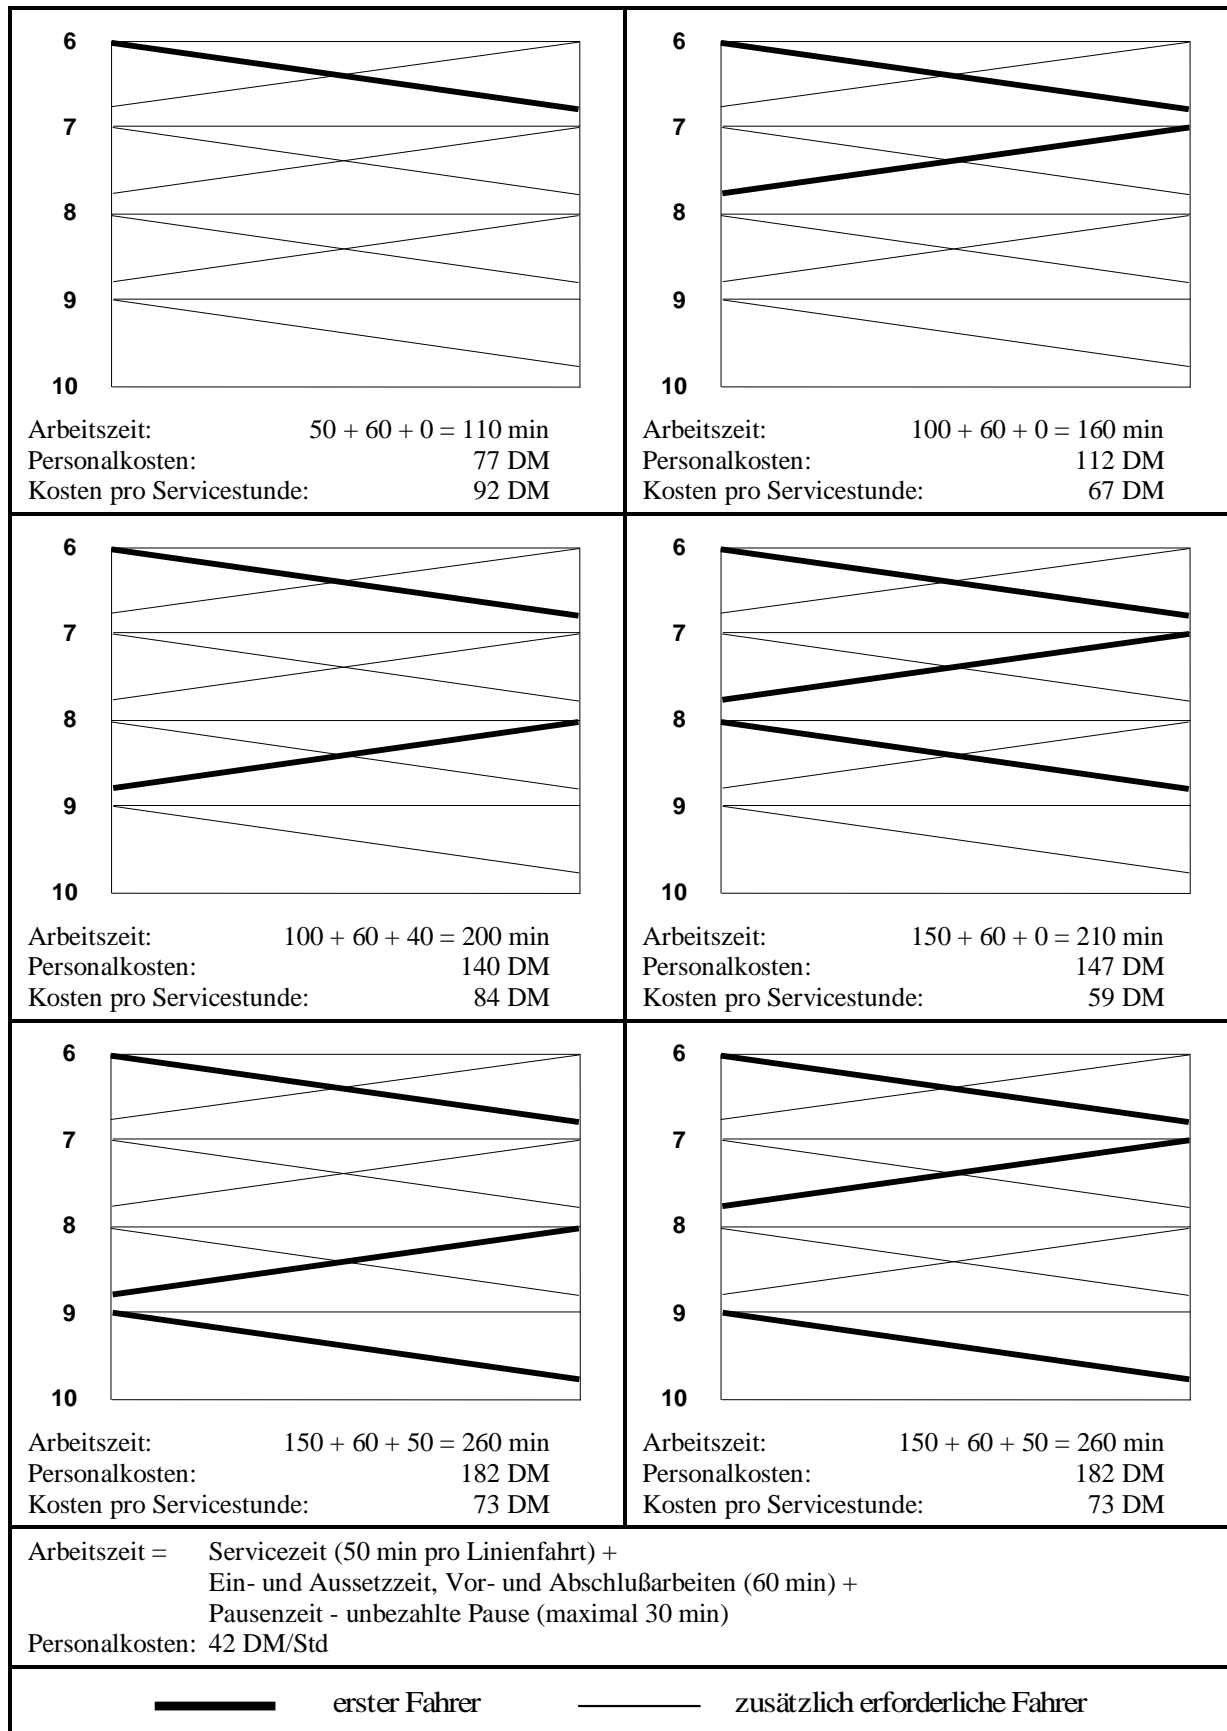 6
7
8
9
10
Arbeitszeit: 50 + 60 + 0 = 110 min
Personalkosten: 77 DM
Kosten pro Servicestunde: 92 DM
6
7
8
9
10
Arbeitszeit: 100 + 60 + 0 = 160 min
Personalkosten: 112 DM
Kosten pro Servicestunde: 67 DM
6
7
8
9
10
Arbeitszeit: 100 + 60 + 40 = 200 min
Personalkosten: 140 DM
Kosten pro Servicestunde: 84 DM
6
7
8
9
10
Arbeitszeit: 150 + 60 + 0 = 210 min
Personalkosten: 147 DM
Kosten pro Servicestunde: 59 DM
6
7
8
9
10
Arbeitszeit: 150 + 60 + 50 = 260 min
Personalkosten: 182 DM
Kosten pro Servicestunde: 73 DM
6
7
8
9
10
Arbeitszeit: 150 + 60 + 50 = 260 min
Personalkosten: 182 DM
Kosten pro Servicestunde: 73 DM
Arbeitszeit = Servicezeit (50 min pro Linienfahrt) +
Ein- und Aussetzzeit, Vor- und Abschlußarbeiten (60 min) +
Pausenzeit - unbezahlte Pause (maximal 30 min)
Personalkosten: 42 DM/Std
erster Fahrer zusätzlich erforderliche Fahrer